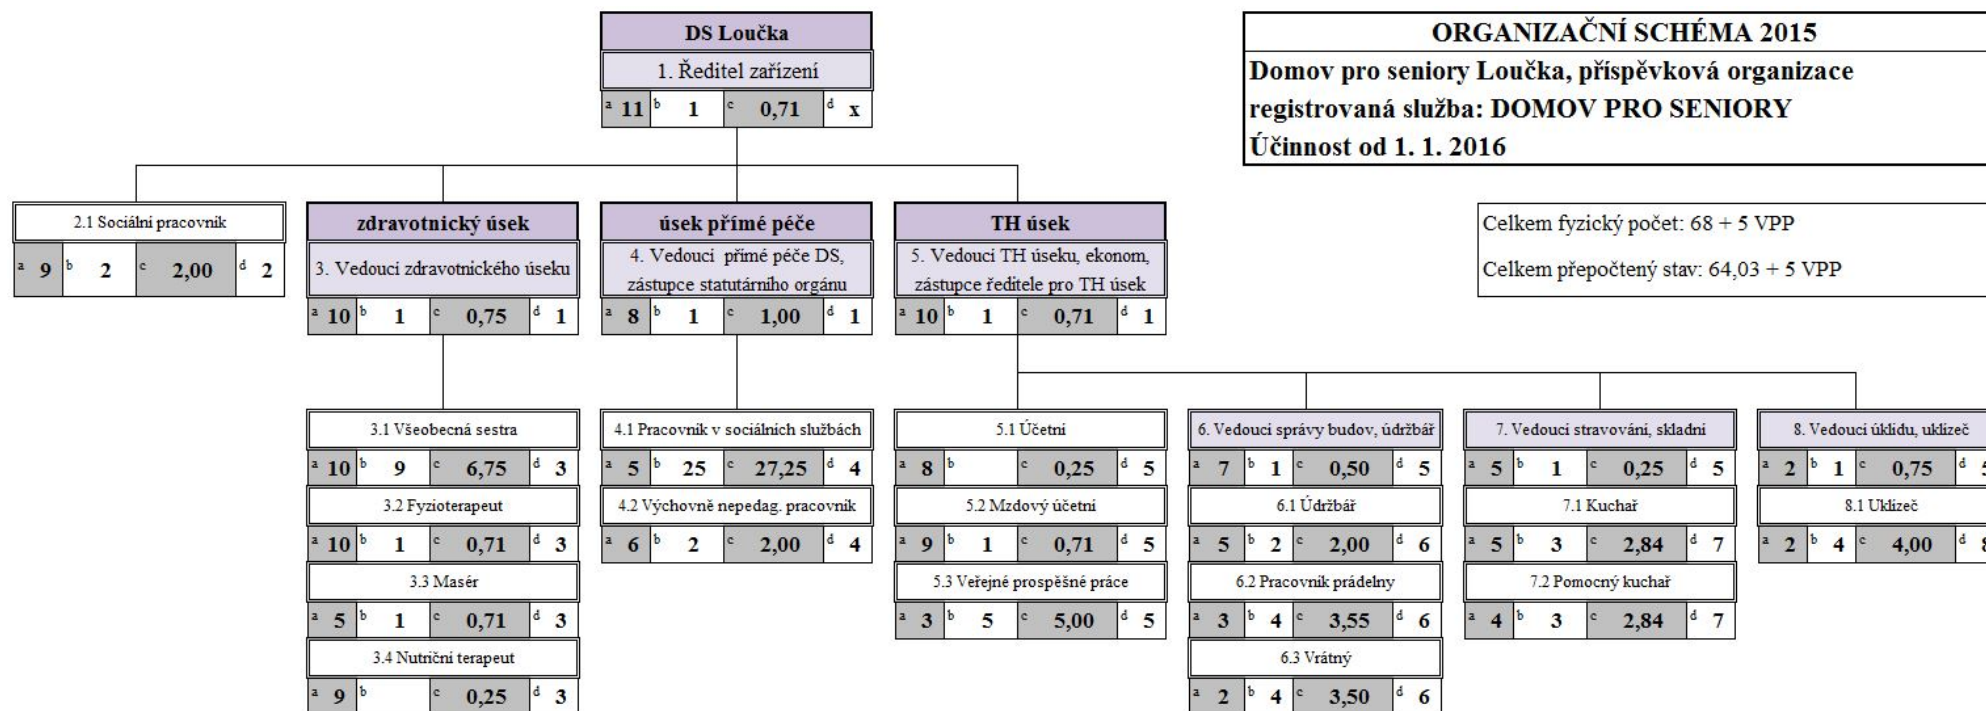 DS Loučka
1. Ředitel zařízení
a 11 b 1 c 0,71 d x
ORGANIZAČNÍ SCHÉMA 2015
Domov pro seniory Loučka, příspěvková organizace
registrovaná služba: DOMOV PRO SENIORY
Účinnost od 1. 1. 2016
Celkem fyzický počet: 68 + 5 VPP
Celkem přepočtený stav: 64,03 + 5 VPP
2.1 Sociální pracovník
a 9 b 2 c 2,00 d 2
zdravotnický úsek
3. Vedoucí zdravotnického úseku
a 10 b 1 c 0,75 d 1
úsek přímé péče
4. Vedoucí přímé péče DS,
zástupce statutárního orgánu
a 8 b 1 c 1,00 d 1
TH úsek
5. Vedoucí TH úseku, ekonom,
zástupce ředitele pro TH úsek
a 10 b 1 c 0,71 d 1
3.1 Všeobecná sestra
a 10 b 9 c 6,75 d 3
3.2 Fyzioterapeut
a 10 b 1 c 0,71 d 3
3.3 Masér
a 5 b 1 c 0,71 d 3
3.4 Nutriční terapeut
a 9 b c 0,25 d 3
4.1 Pracovník v sociálních službách
a 5 b 25 c 27,25 d 4
4.2 Výchovně nepedag. pracovník
a 6 b 2 c 2,00 d 4
5.1 Účetní
a 8 b c 0,25 d 5
5.2 Mzdový účetní
a 9 b 1 c 0,71 d 5
5.3 Veřejné prospěšné práce
a 3 b 5 c 5,00 d 5
6. Vedoucí správy budov, údržbář
a 7 b 1 c 0,50 d 5
6.1 Údržbář
a 5 b 2 c 2,00 d 6
6.2 Pracovník prádelny
a 3 b 4 c 3,55 d 6
6.3 Vrátný
a 2 b 4 c 3,50 d 6
7. Vedoucí stravování, skladní
a 5 b 1 c 0,25 d 5
7.1 Kuchař
a 5 b 3 c 2,84 d 7
7.2 Pomocný kuchař
a 4 b 3 c 2,84 d 7
8. Vedoucí úklidu, uklízeč
a 2 b 1 c 0,75 d 5
8.1 Uklízeč
a 2 b 4 c 4,00 d 8